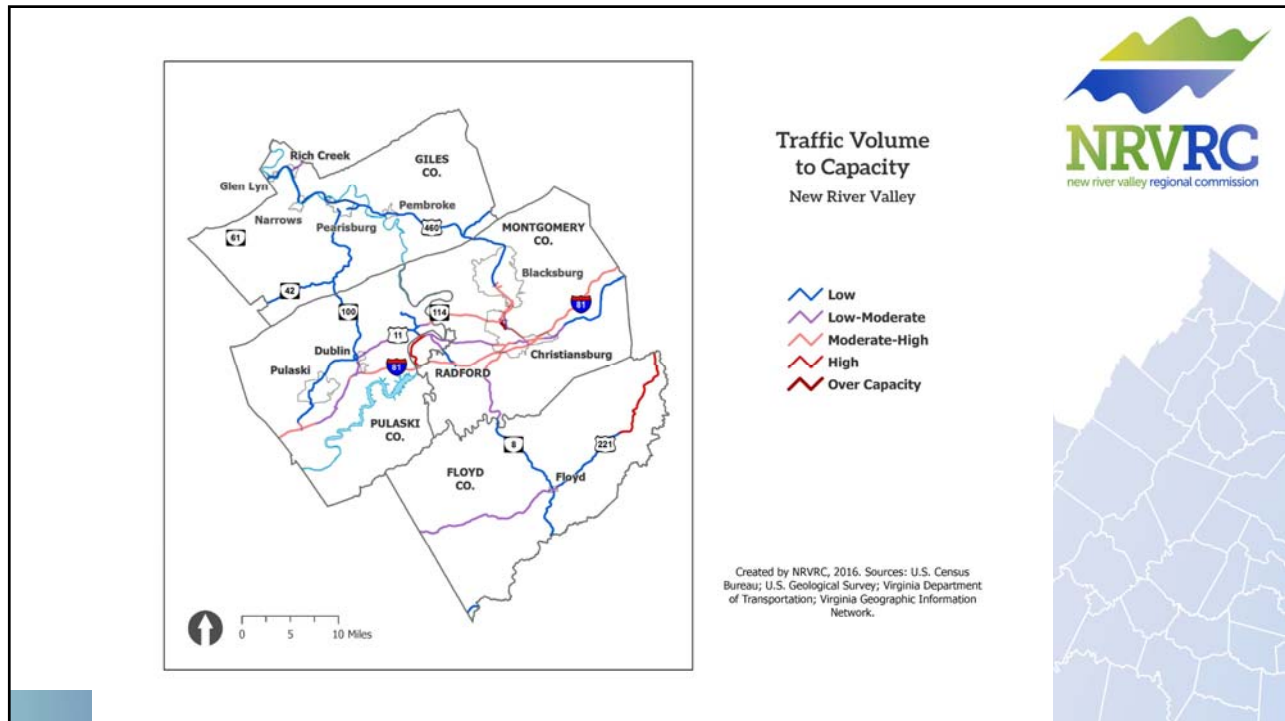 Rich Creek
GILES
CO.
Glen Lyn
Narrows
Pembroke
Pearisburg
460
MONTGOMERY
CO.
61
Blacksburg
42
81
100
114
11
Dublin
Christiansburg
Pulaski
81
RADFORD
PULASKI
CO.
8
221
FLOYD
CO.
Floyd
0 5 10 Miles
Traffic Volume
to Capacity
New River Valley
Low
Low-Moderate
Moderate-High
High
Over Capacity
Created by NRVRC, 2016. Sources: U.S. Census
Bureau; U.S. Geological Survey; Virginia Department
of Transportation; Virginia Geographic Information
Network.
NRVRC
new river valley regional commission